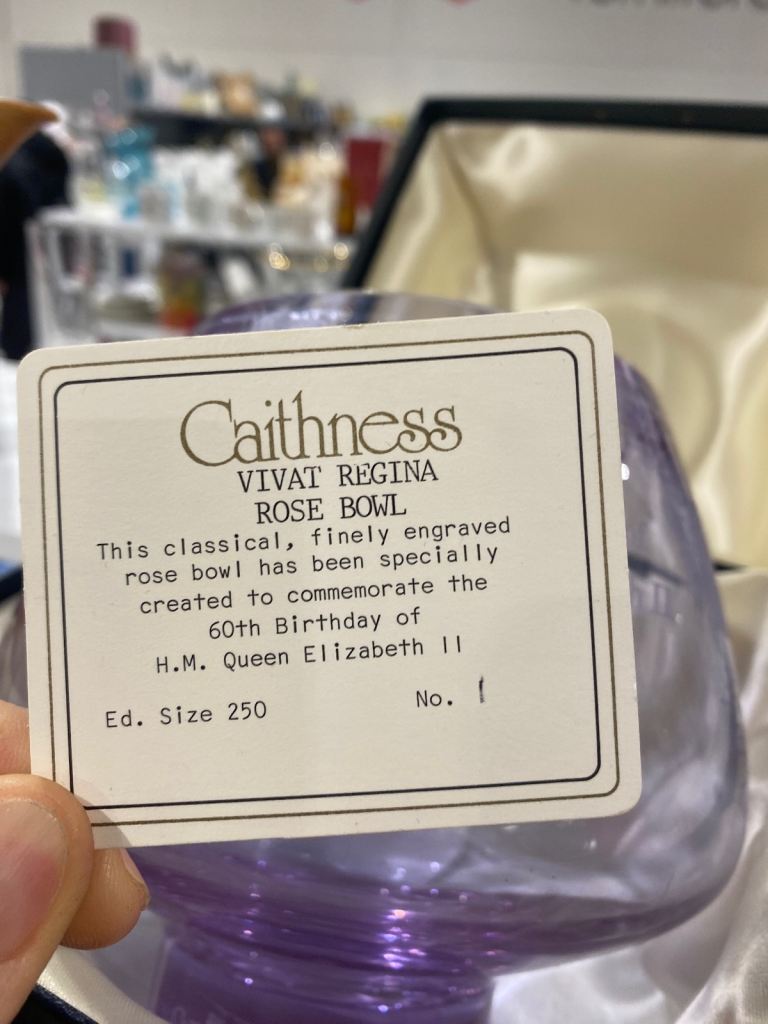 Caithness
VIVAT REGINA
ROSE BOWL
This classical, finely engraved
rose bowl has been specially
created to commemorate the
60th Birthday of
H.M. Queen Elizabeth II
Ed. Size 250 No. 1